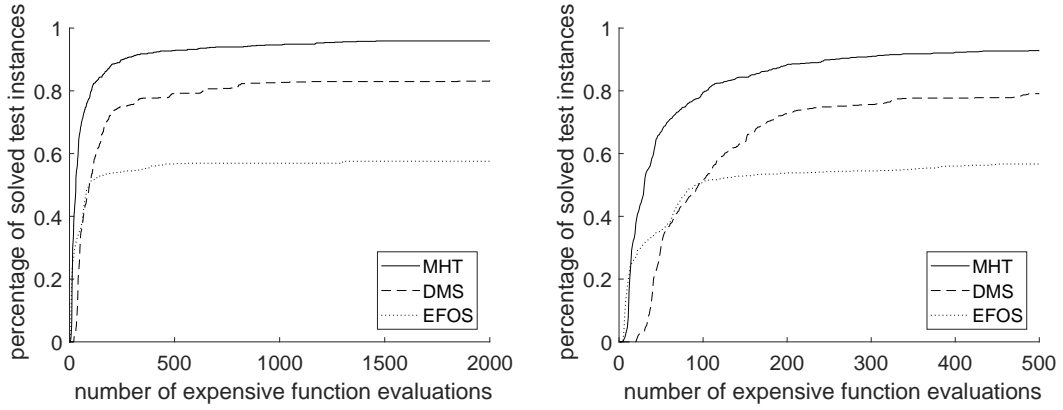 percentage of solved test instances
1
0.8
0.6
0.4
0.2
0
0 500 1000 1500 2000
number of expensive function evaluations
MHT
DMS
EFOS
percentage of solved test instances
1
0.8
0.6
0.4
0.2
0
0 100 200 300 400 500
number of expensive function evaluations
MHT
DMS
EFOS